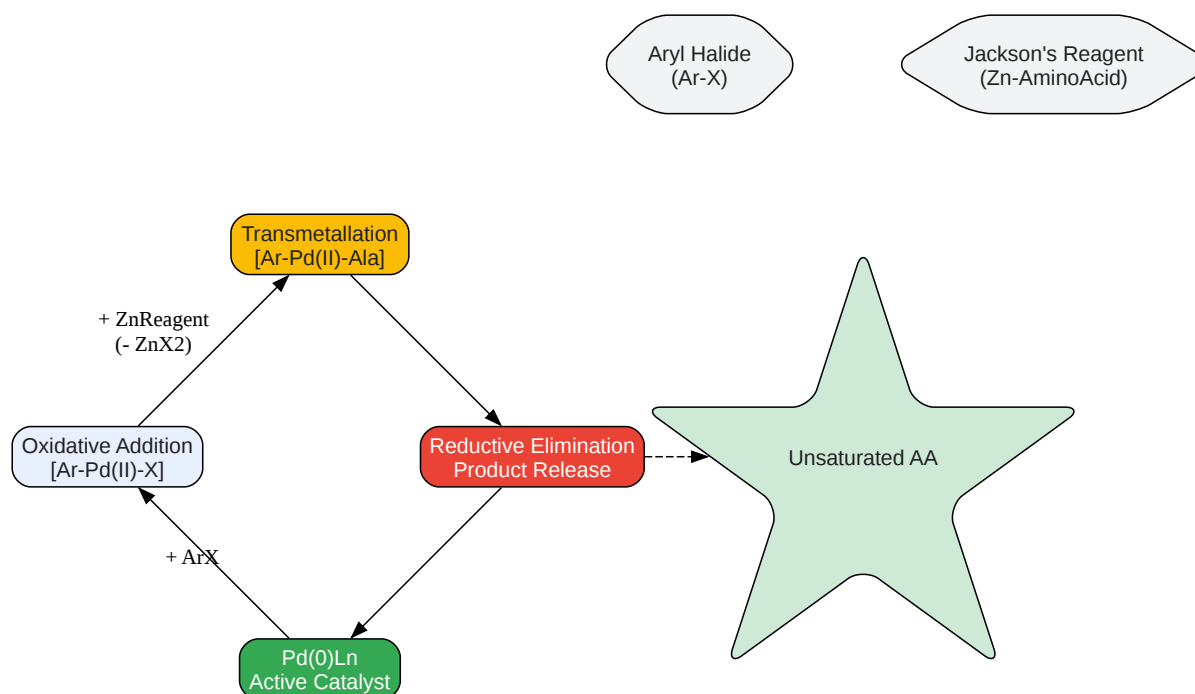 Aryl Halide
(Ar-X)
Jackson's Reagent
(Zn-AminoAcid)
Transmetallation
[Ar-Pd(II)-Ala]
+ ZnReagent
(- ZnX2)
Oxidative Addition
[Ar-Pd(II)-X]
Reductive Elimination
Product Release
Unsaturated AA
+ ArX
Pd(0)Ln
Active Catalyst